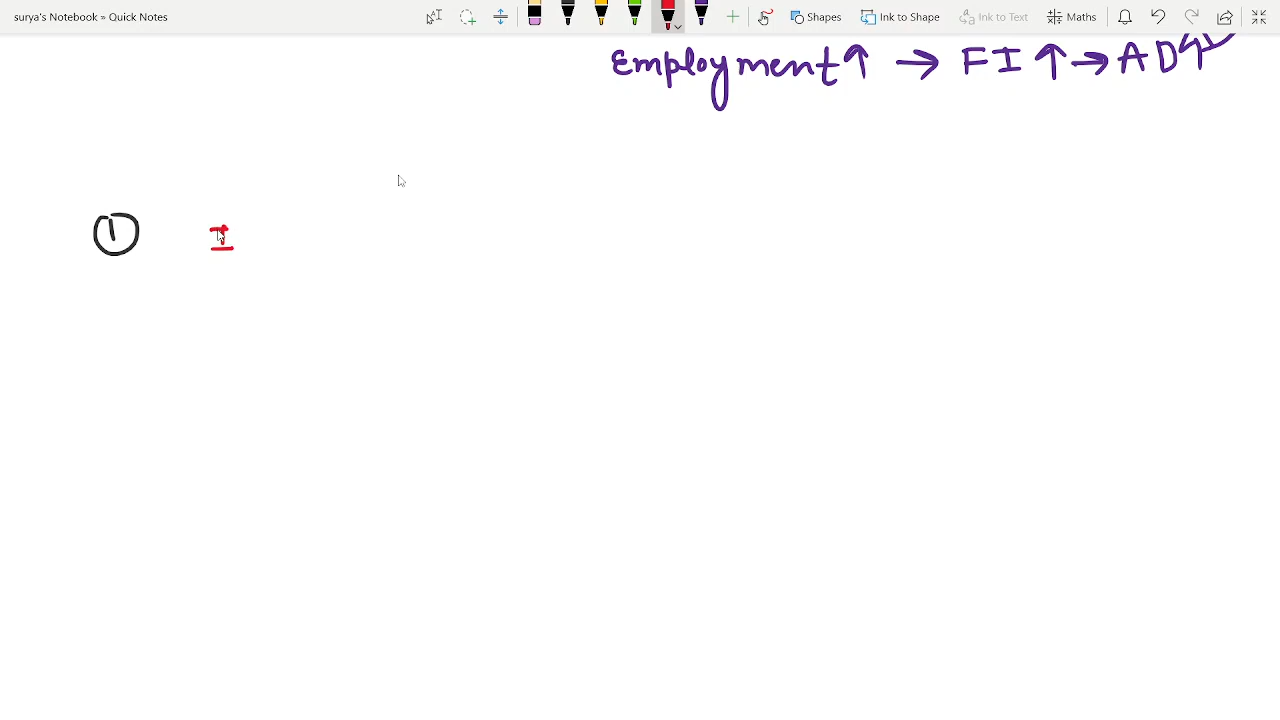 surya's Notebook » Quick Notes
Shapes Ink to Shape Ink to Text Maths
Employment↑ → FI↑ → AD↑
① I